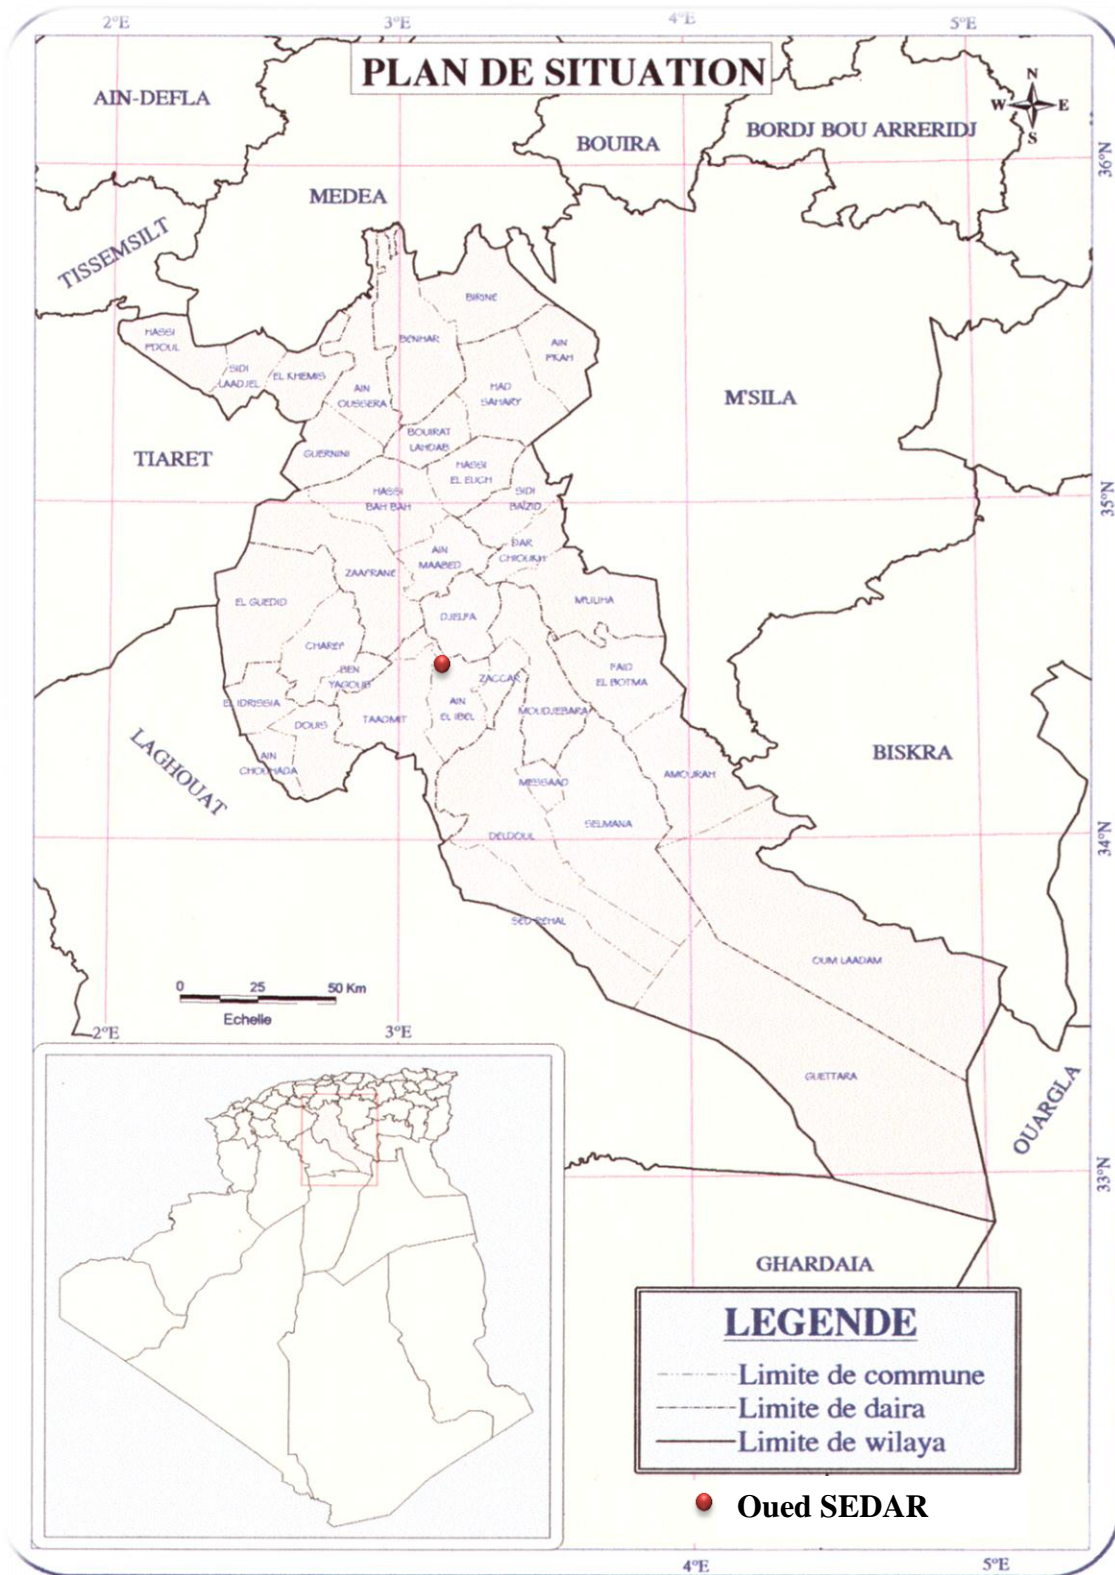 2°E 3°E 4°E 5°E
PLAN DE SITUATION
AIN-DEFLA
N
W E
S
BOUIRA
BORDJ BOU ARRERIDJ
36°N
MEDEA
TISSEMSILT
BIRINE
HASSI
FDOUL
BENHAR
AIN
F'KAH
SIDI
LAADJEL
EL KHEMIS
AIN
OUSSERA
HAD
SAHARY
M'SILA
BOUIRAT
LAHDAB
TIARET
GUERNINI
HASSI
EL EUCH
HASSI
BAH BAH
SIDI
BAIZID
35°N
DAR
CHIOUKH
AIN
MAABED
ZAAFRANE
EL GUEDID
M'LILIHA
DJELFA
CHAREF
BEN
YAGOUB
FAID
EL BOTMA
ZACCAR
EL IDRISSIA
AIN
EL IBEL
MOUDJEBARA
DOUIS
TAADMIT
LAGHOUAT
BISKRA
AIN
CHOUHADA
AMOURAH
MESSAAD
SELMANA
DELDOUL
34°N
SED REHAL
OUM LAADAM
0 25 50 Km
Echelle
2°E 3°E
GUETTARA
OUARGLA
33°N
GHARDAIA
LEGENDE
Limite de commune
Limite de daira
Limite de wilaya
Oued SEDAR
4°E 5°E